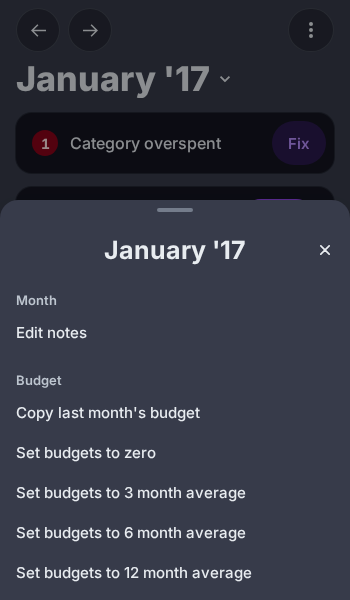 January '17
1 Category overspent Fix
January '17
Month
Edit notes
Budget
Copy last month's budget
Set budgets to zero
Set budgets to 3 month average
Set budgets to 6 month average
Set budgets to 12 month average